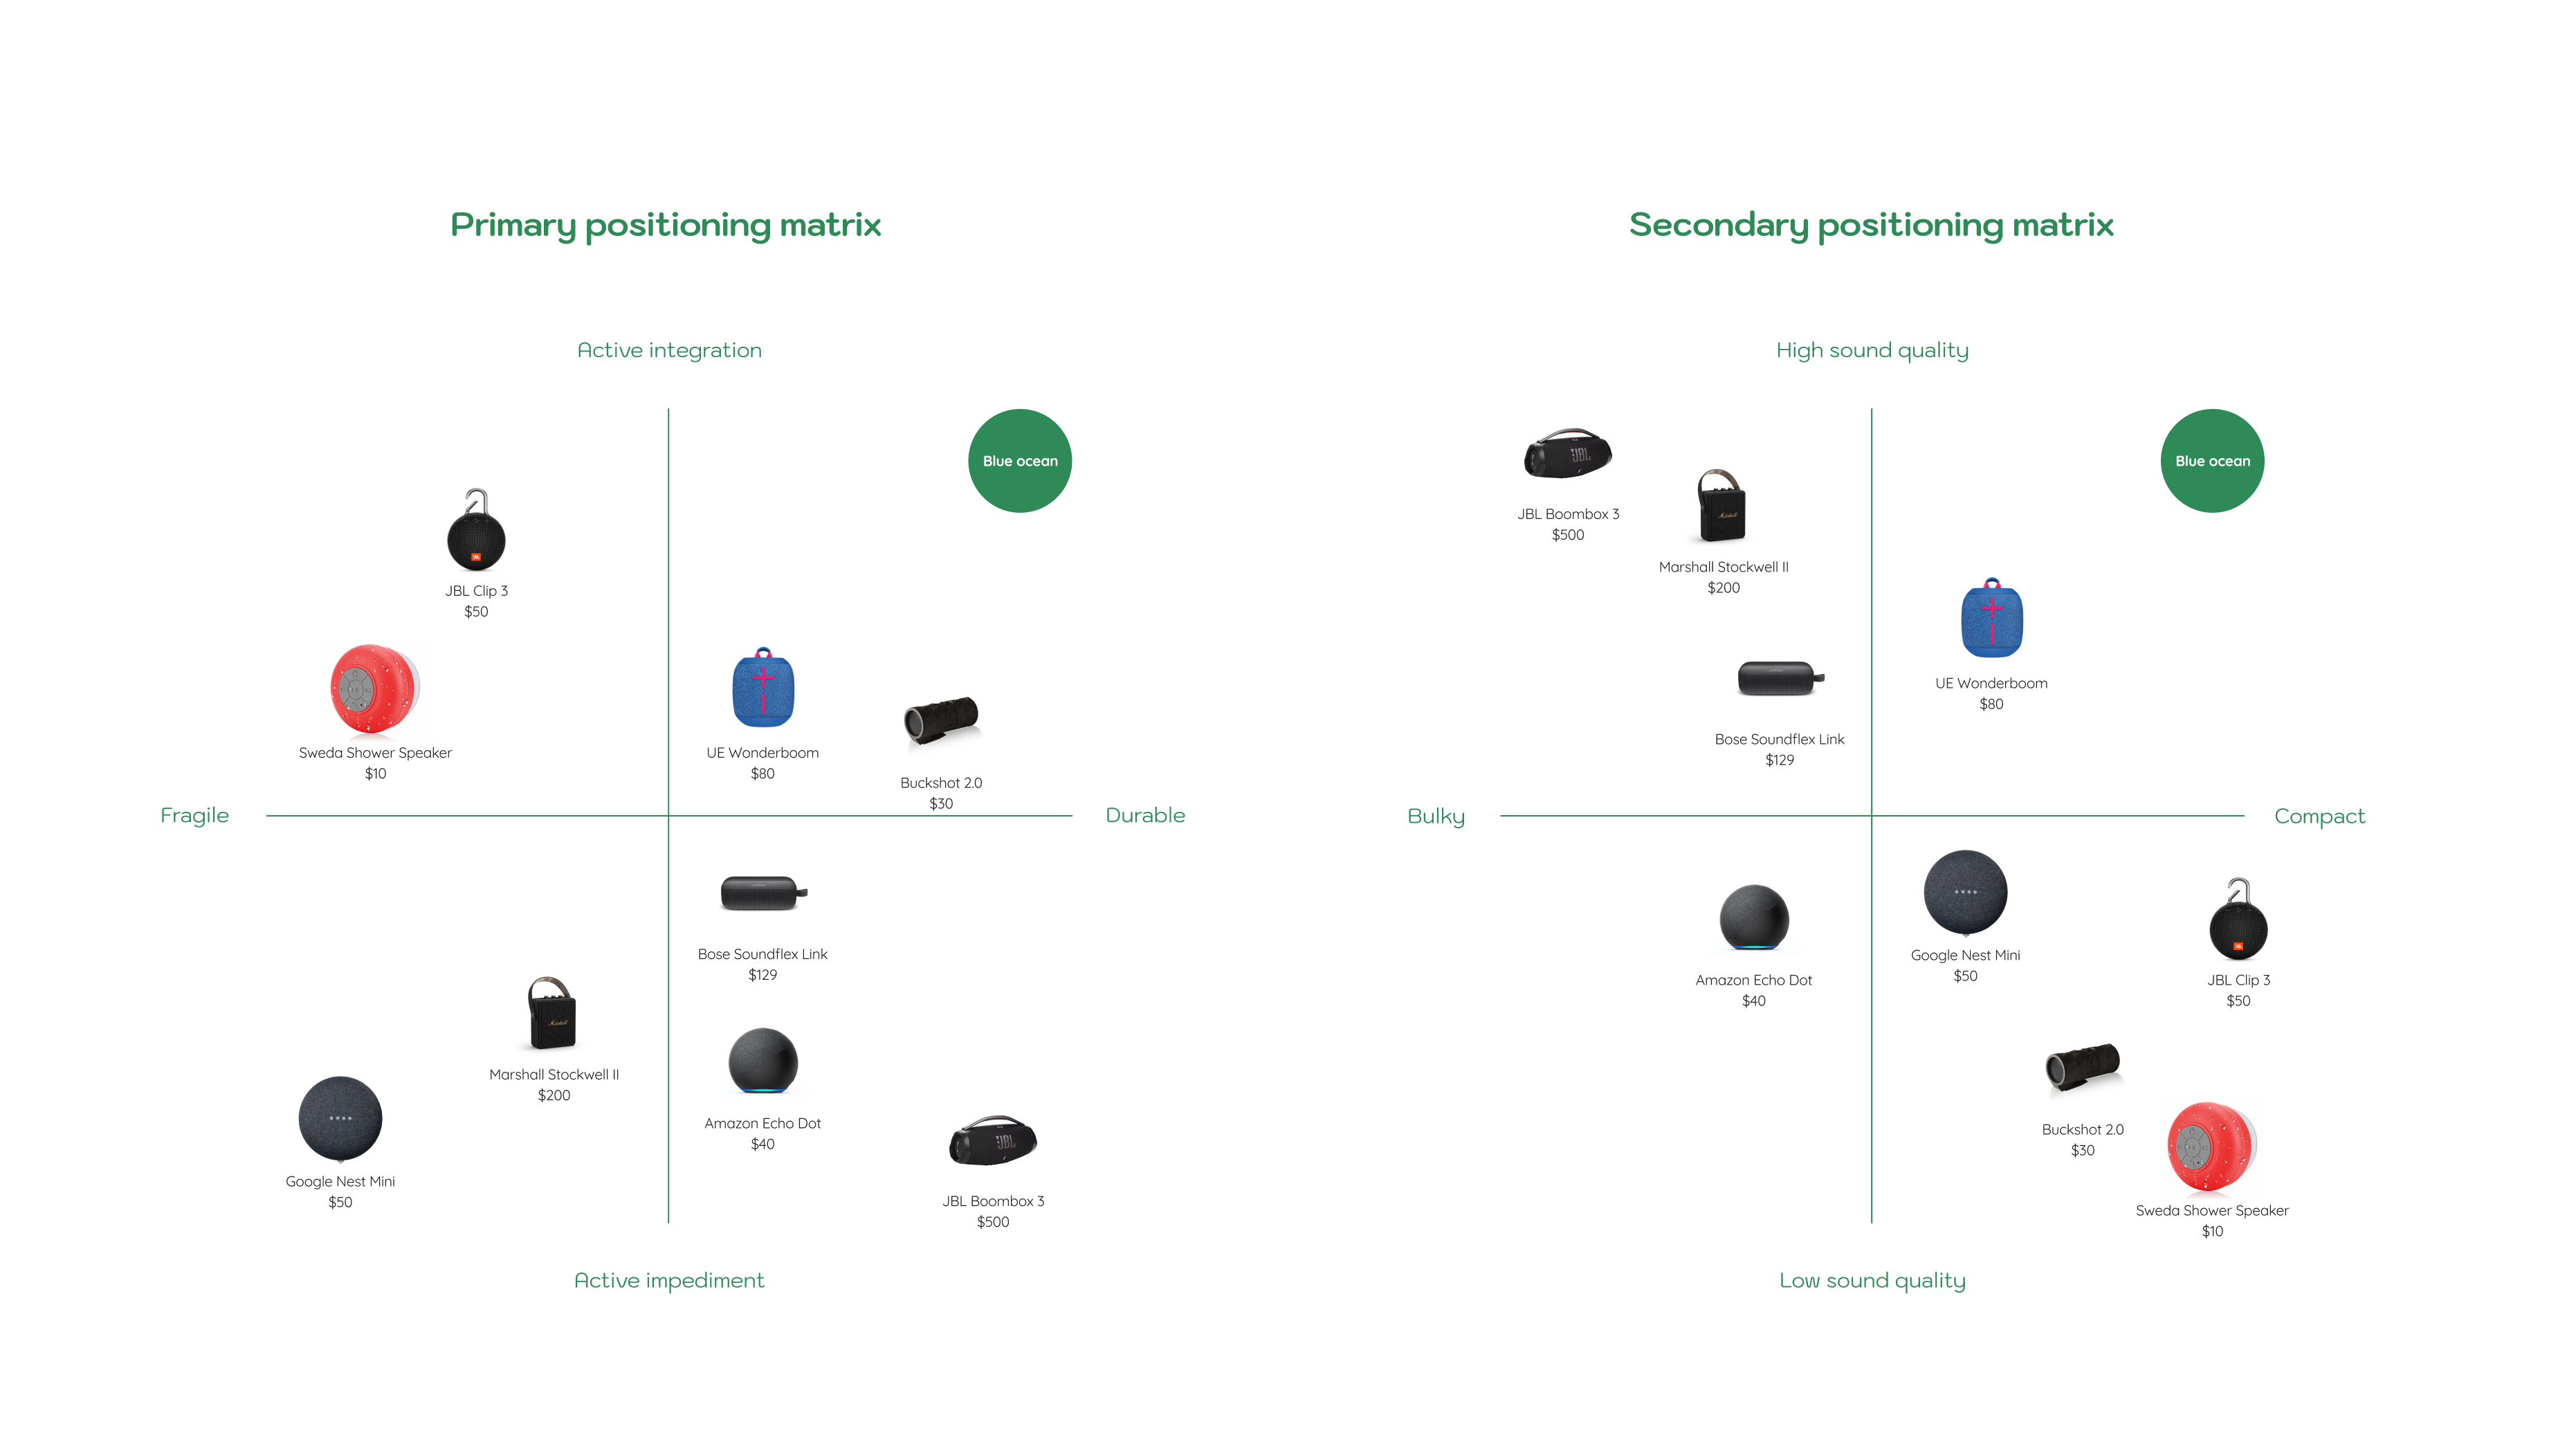 Primary positioning matrix
Active integration
Blue ocean
JBL Clip 3
$50
Sweda Shower Speaker
$10
UE Wonderboom
$80
Buckshot 2.0
$30
Fragile
Durable
Bose Soundflex Link
$129
Marshall
Marshall Stockwell II
$200
Amazon Echo Dot
$40
Google Nest Mini
$50
JBL
JBL Boombox 3
$500
Active impediment
Secondary positioning matrix
High sound quality
Blue ocean
JBL
JBL Boombox 3
$500
Marshall
Marshall Stockwell II
$200
UE Wonderboom
$80
Bose Soundflex Link
$129
Bulky
Compact
Google Nest Mini
$50
Amazon Echo Dot
$40
JBL Clip 3
$50
Buckshot 2.0
$30
Sweda Shower Speaker
$10
Low sound quality